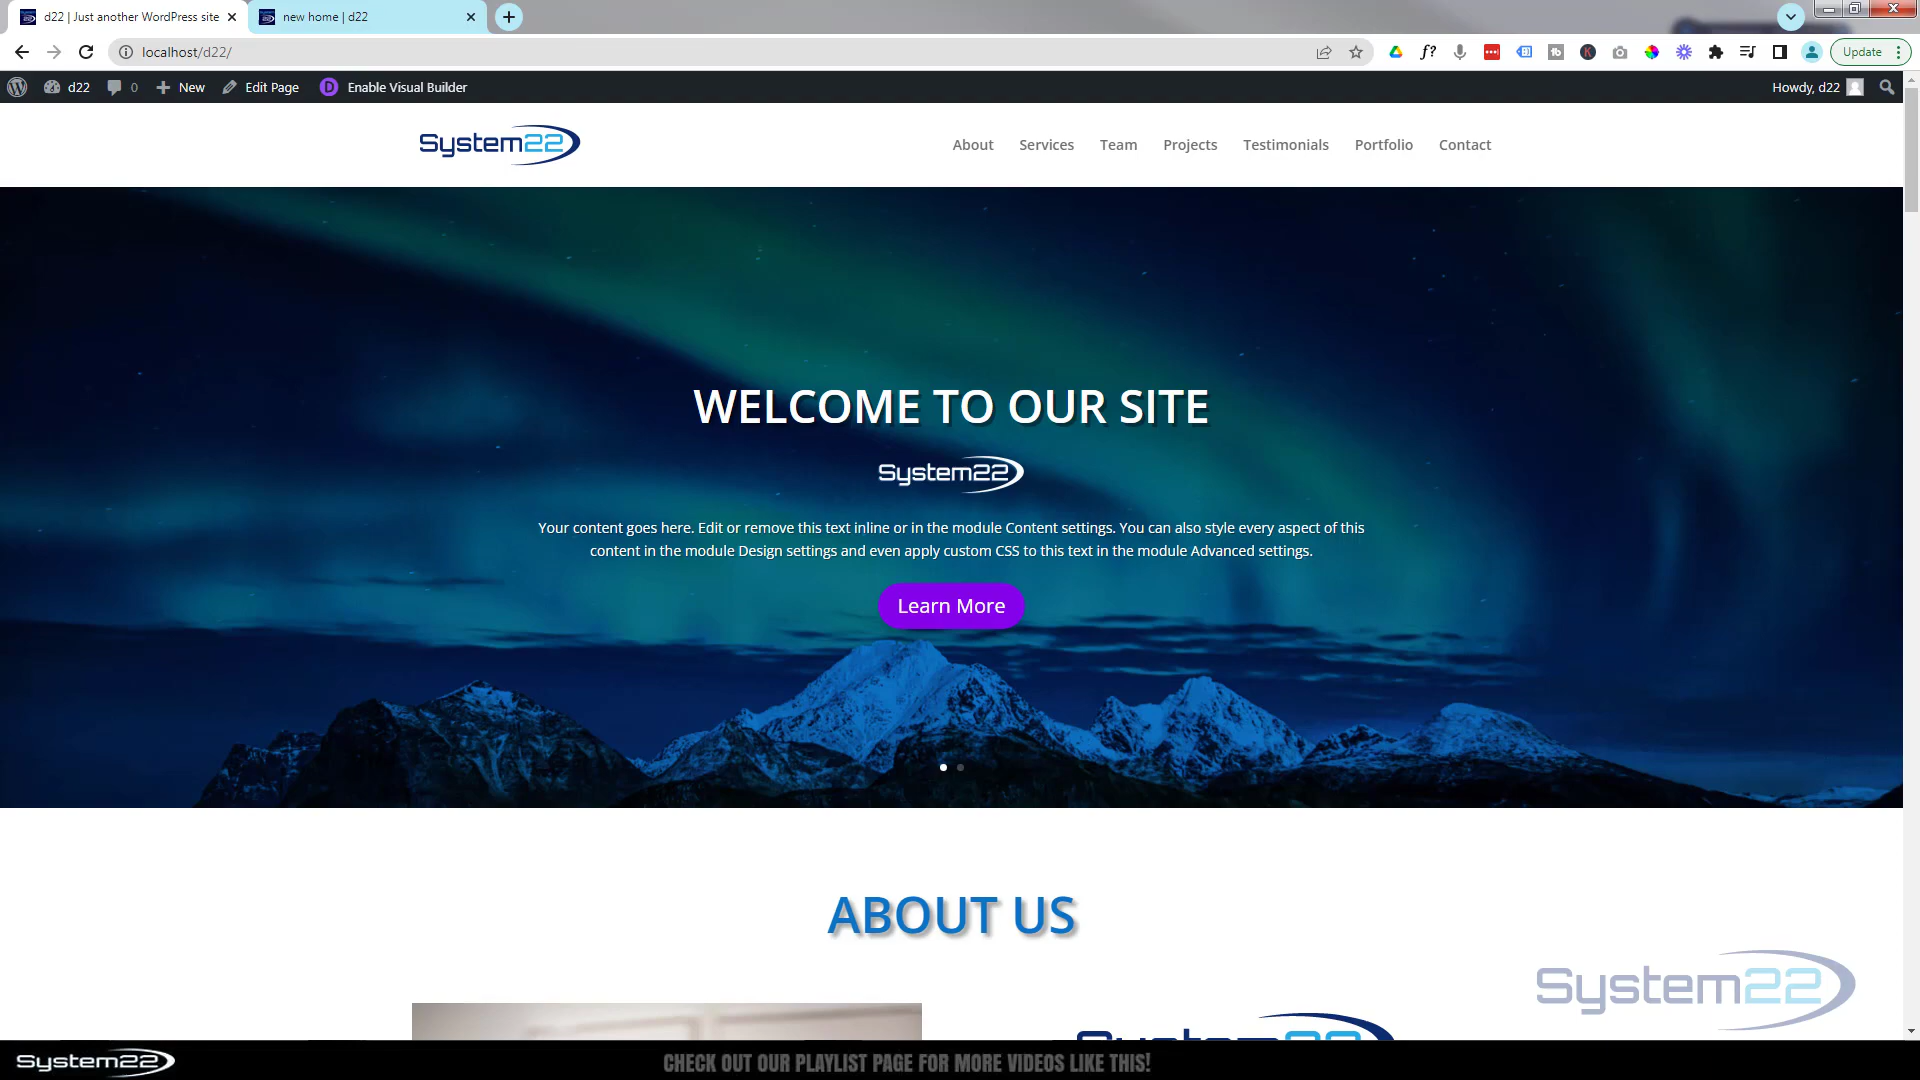 d22 | Just another WordPress site
new home | d22
localhost/d22/
Update
d22
0
New
Edit Page
D
Enable Visual Builder
Howdy, d22
System22
About
Services
Team
Projects
Testimonials
Portfolio
Contact
WELCOME TO OUR SITE
System22
Your content goes here. Edit or remove this text inline or in the module Content settings. You can also style every aspect of this
content in the module Design settings and even apply custom CSS to this text in the module Advanced settings.
Learn More
ABOUT US
System22
System22
System22
CHECK OUT OUR PLAYLIST PAGE FOR MORE VIDEOS LIKE THIS!